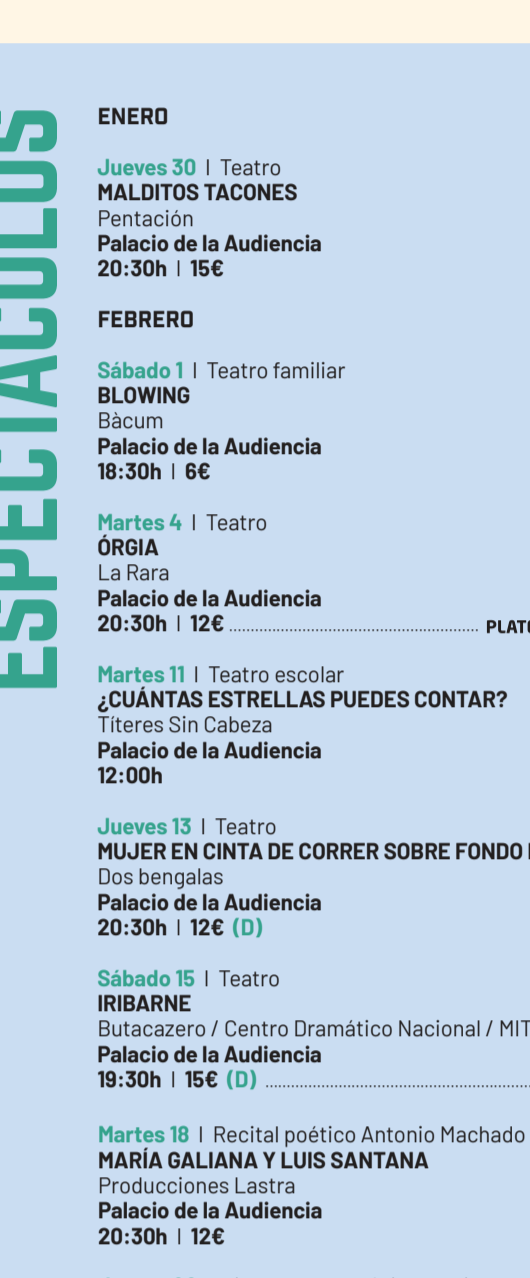 ESPECTÁCULOS
ENERO
Jueves 30 | Teatro
MALDITOS TACONES
Pentación
Palacio de la Audiencia
20:30h | 15€
FEBRERO
Sábado 1 | Teatro familiar
BLOWING
Bàcum
Palacio de la Audiencia
18:30h | 6€
Martes 4 | Teatro
ÓRGIA
La Rara
Palacio de la Audiencia
20:30h | 12€ ........................................................
Martes 11 | Teatro escolar
¿CUÁNTAS ESTRELLAS PUEDES CONTAR?
Títeres Sin Cabeza
Palacio de la Audiencia
12:00h
Jueves 13 | Teatro
MUJER EN CINTA DE CORRER SOBRE FONDO
Dos bengalas
Palacio de la Audiencia
20:30h | 12€ (D)
Sábado 15 | Teatro
IRIBARNE
Butacazero / Centro Dramático Nacional / MIT
Palacio de la Audiencia
19:30h | 15€ (D) ........................................................
Martes 18 | Recital poético Antonio Machado
MARÍA GALIANA Y LUIS SANTANA
Producciones Lastra
Palacio de la Audiencia
20:30h | 12€